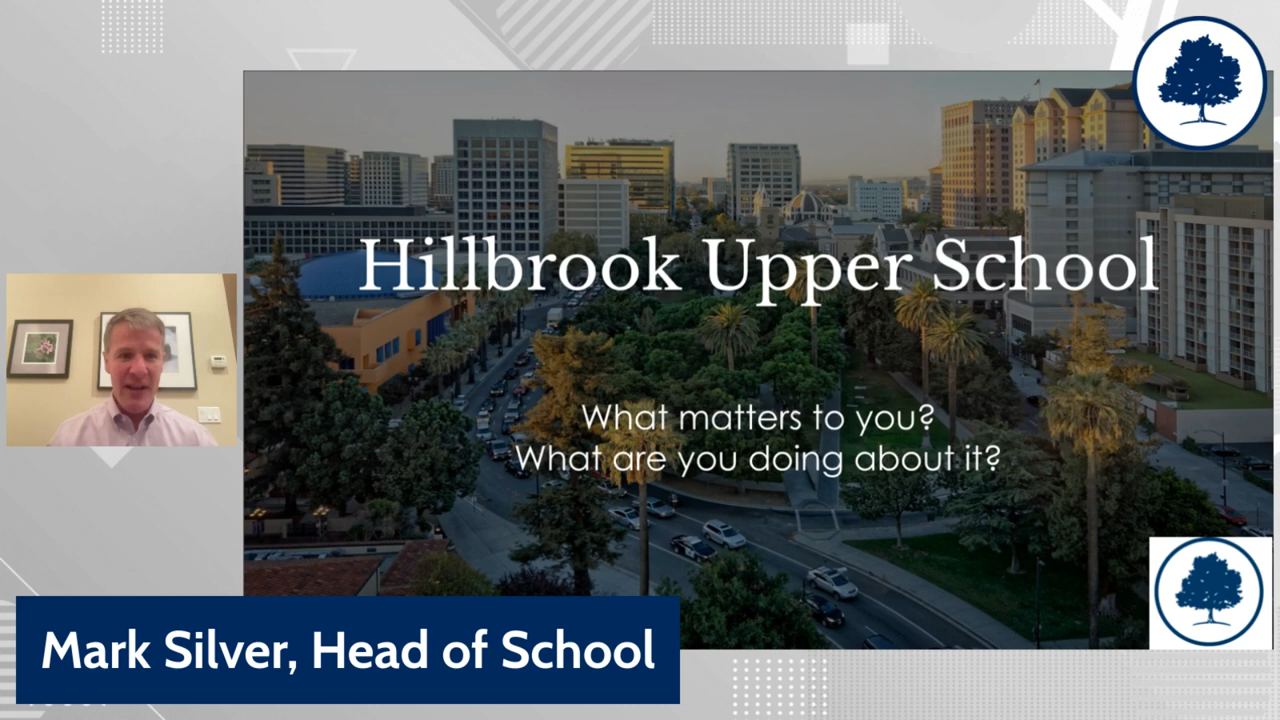 Hillbrook Upper School
What matters to you?
What are you doing about it?
Mark Silver, Head of School